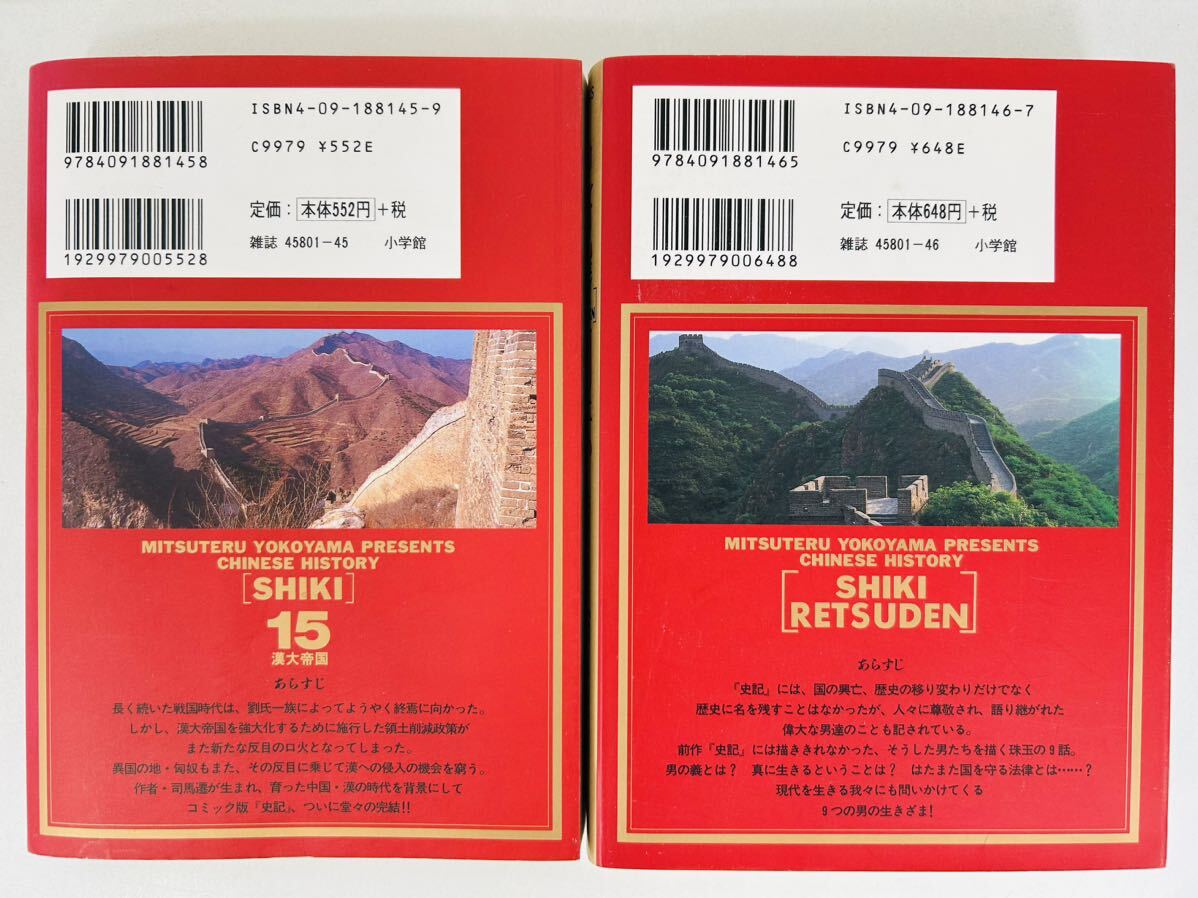 ISBN4-09-188145-9
9784091881458
C9979 ¥552E
定価：本体552円+税
雑誌 45801-45 小学館
1929979005528
MITSUTERU YOKOYAMA PRESENTS
CHINESE HISTORY
[SHIKI]
15
漢大帝国
あらすじ
長く続いた戦国時代は、劉氏一族によってようやく終焉に向かった。
しかし、漢大帝国を強大化するために施行した領土削減政策が
また新たな反目の口火となってしまった。
異国の地・匈奴もまた、その反目に乗じて漢への侵入の機会を窺う。
作者・司馬遷が生まれ、育った中国・漢の時代を背景にして
コミック版『史記』、ついに堂々の完結!!
ISBN4-09-188146-7
9784091881465
C9979 ¥648E
定価：本体648円+税
雑誌 45801-46 小学館
1929979006488
MITSUTERU YOKOYAMA PRESENTS
CHINESE HISTORY
[SHIKI
RETSUDEN]
あらすじ
『史記』には、国の興亡、歴史の移り変わりだけでなく
歴史に名を残すことはなかったが、人々に尊敬され、語り継がれた
偉大な男達のことも記されている。
前作『史記』には描ききれなかった、そうした男たちを描く珠玉の9話。
男の義とは？ 真に生きるということは？ はたまた国を守る法律とは……？
現代を生きる我々にも問いかけてくる
9つの男の生きざま！